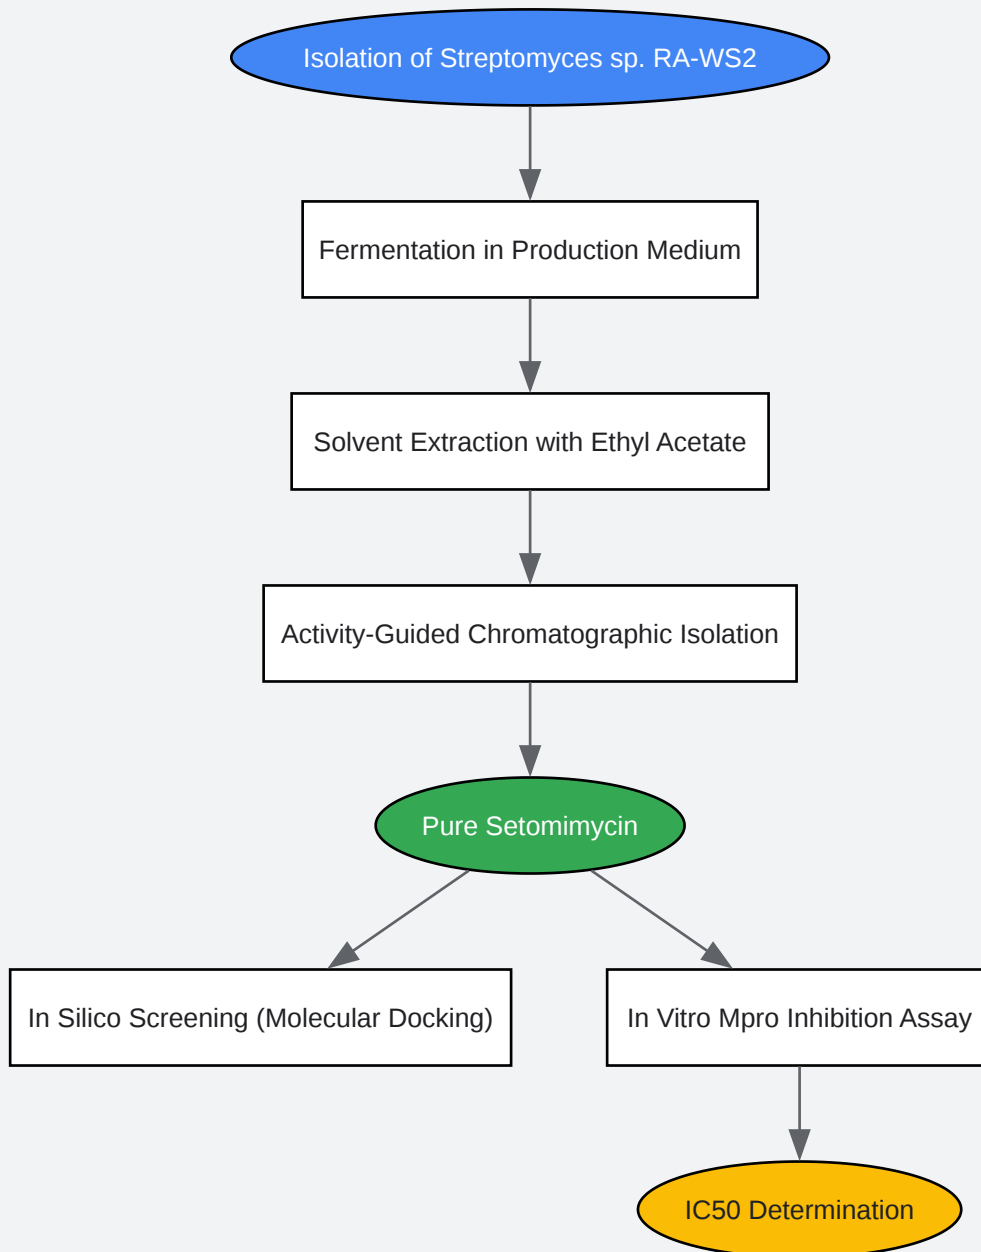 Isolation of Streptomyces sp. RA-WS2
Fermentation in Production Medium
Solvent Extraction with Ethyl Acetate
Activity-Guided Chromatographic Isolation
Pure Setomimycin
In Silico Screening (Molecular Docking)
In Vitro Mpro Inhibition Assay
IC50 Determination